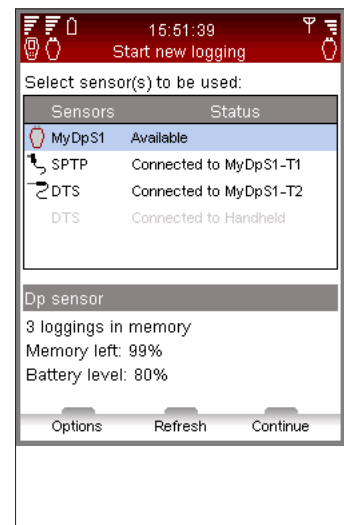 15:51:39
Start new logging
Select sensor(s) to be used:
Sensors Status
MyDpS1 Available
SPTP Connected to MyDpS1-T1
DTS Connected to MyDpS1-T2
DTS Connected to Handheld
Dp sensor
3 loggings in memory
Memory left: 99%
Battery level: 80%
Options Refresh Continue